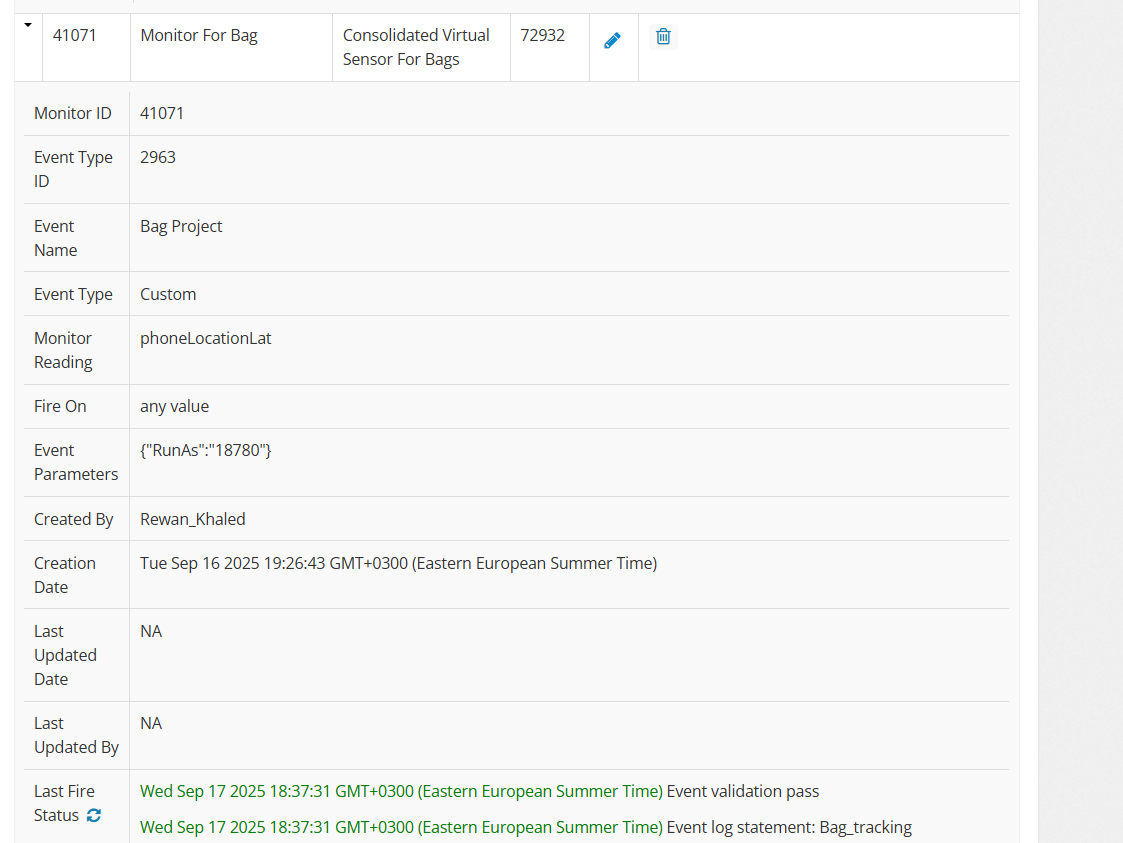 41071 Monitor For Bag Consolidated Virtual 72932
Sensor For Bags
Monitor ID 41071
Event Type 2963
ID
Event Bag Project
Name
Event Type Custom
Monitor phoneLocationLat
Reading
Fire On any value
Event {"RunAs":"18780"}
Parameters
Created By Rewan_Khaled
Creation Tue Sep 16 2025 19:26:43 GMT+0300 (Eastern European Summer Time)
Date
Last NA
Updated
Date
Last NA
Updated By
Last Fire Wed Sep 17 2025 18:37:31 GMT+0300 (Eastern European Summer Time) Event validation pass
Status
Wed Sep 17 2025 18:37:31 GMT+0300 (Eastern European Summer Time) Event log statement: Bag_tracking